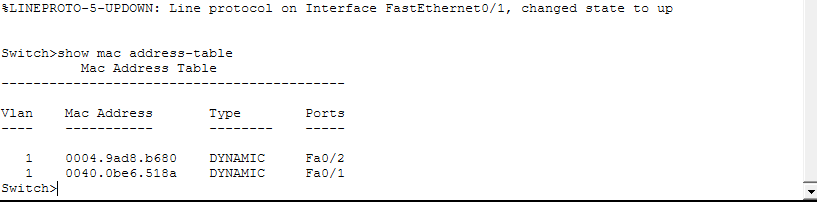 %LINEPROTO-5-UPDOWN: Line protocol on Interface FastEthernet0/1, changed state to up
Switch>show mac address-table
Mac Address Table
-------------------------------------------
Vlan    Mac Address       Type        Ports
----    -----------       --------    -----
1    0004.9ad8.b680    DYNAMIC     Fa0/2
1    0040.0be6.518a    DYNAMIC     Fa0/1
Switch>